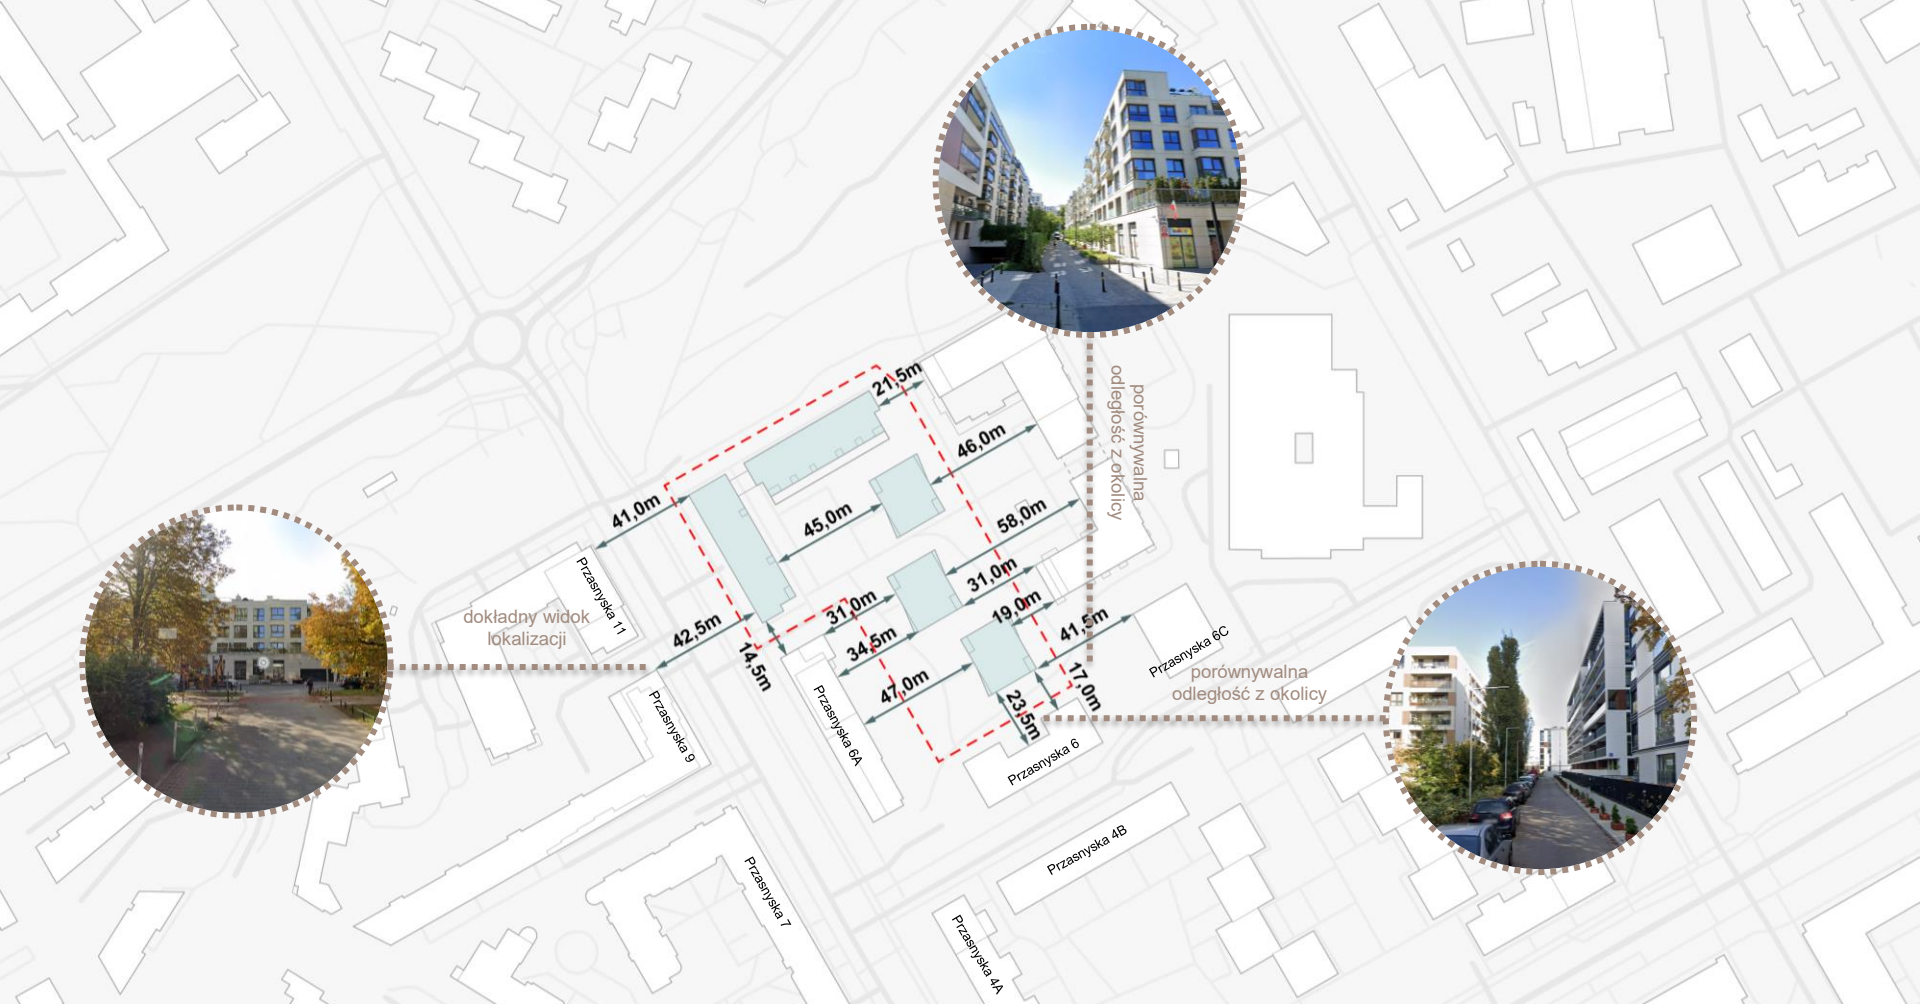 21,5m
46,0m
41,0m
45,0m
58,0m
31,0m
19,0m
31,0m
41,5m
42,5m
34,5m
14,5m
47,0m
17,0m
23,5m
porównywalna
odległość z okolicy
dokładny widok
lokalizacji
porównywalna
odległość z okolicy
Przasnyska 11
Przasnyska 9
Przasnyska 6A
Przasnyska 6C
Przasnyska 6
Przasnyska 4B
Przasnyska 7
Przasnyska 4A